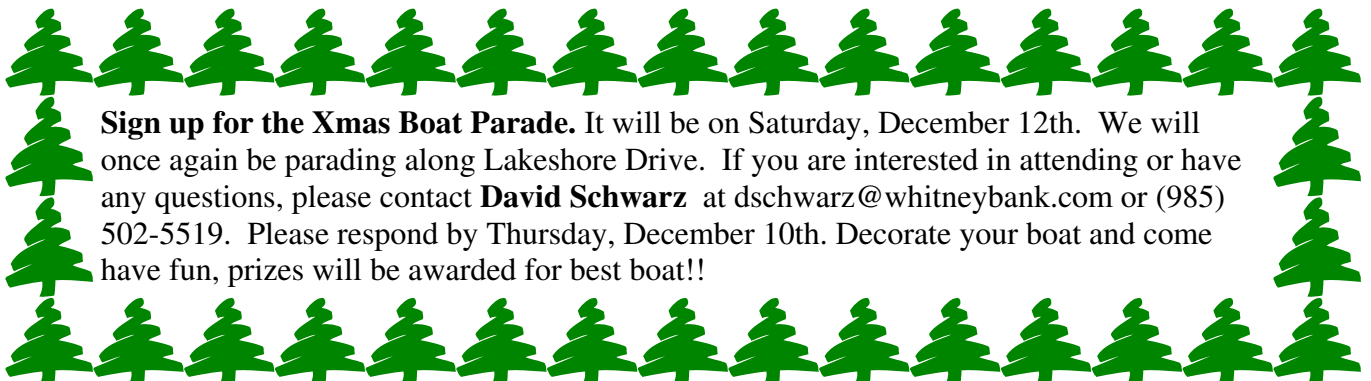 Sign up for the Xmas Boat Parade. It will be on Saturday, December 12th.  We will
once again be parading along Lakeshore Drive.  If you are interested in attending or have
any questions, please contact David Schwarz  at dschwarz@whitneybank.com or (985)
502-5519.  Please respond by Thursday, December 10th. Decorate your boat and come
have fun, prizes will be awarded for best boat!!